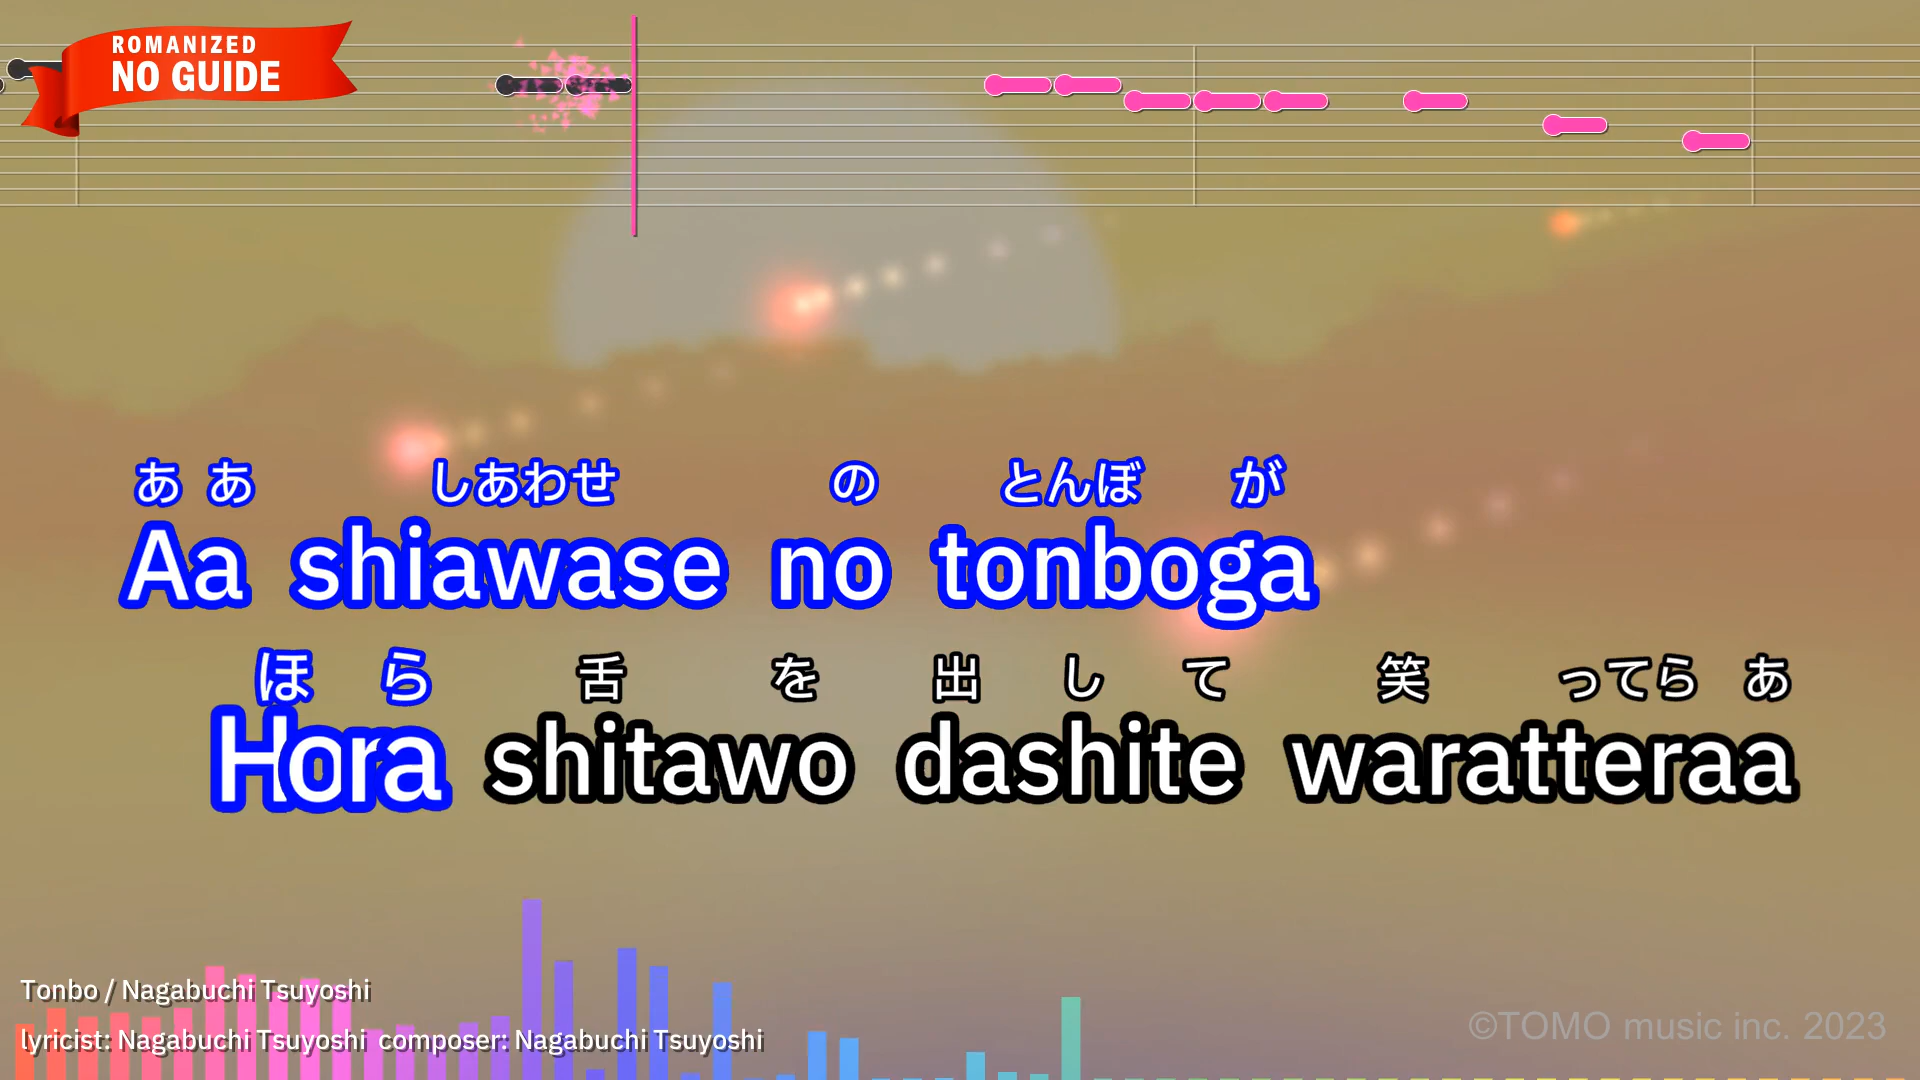 ROMANIZED
NO GUIDE
ああ しあわせ の とんぼ が
Aa shiawase no tonboga
ほら 舌 を 出 し て 笑 ってら あ
Hora shitawo dashite waratteraa
Tonbo / Nagabuchi Tsuyoshi
lyricist: Nagabuchi Tsuyoshi composer: Nagabuchi Tsuyoshi
©TOMO music inc. 2023